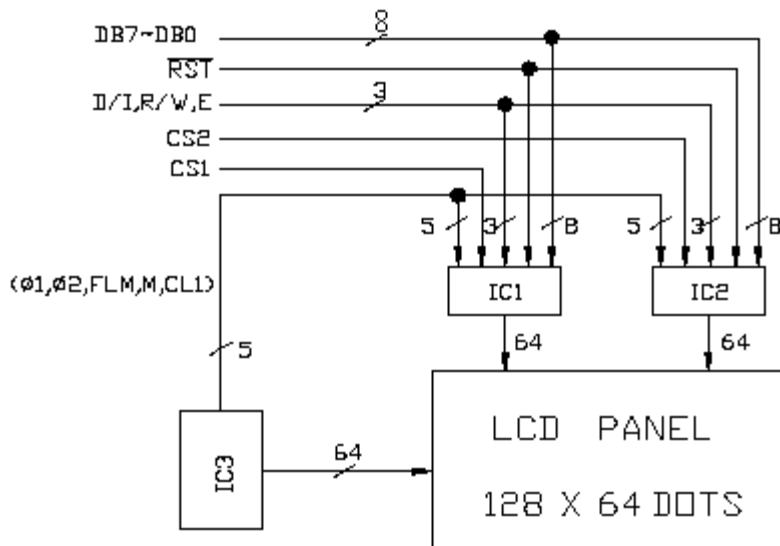 DB7~DB0
8
RST
D/I,R/W,E
3
CS2
CS1
5 3 8 5 3 8
(Ø1,Ø2,FLM,M,CL1)
IC1 IC2
5
64 64
LCD PANEL
IC3
64
128 X 64 DOTS